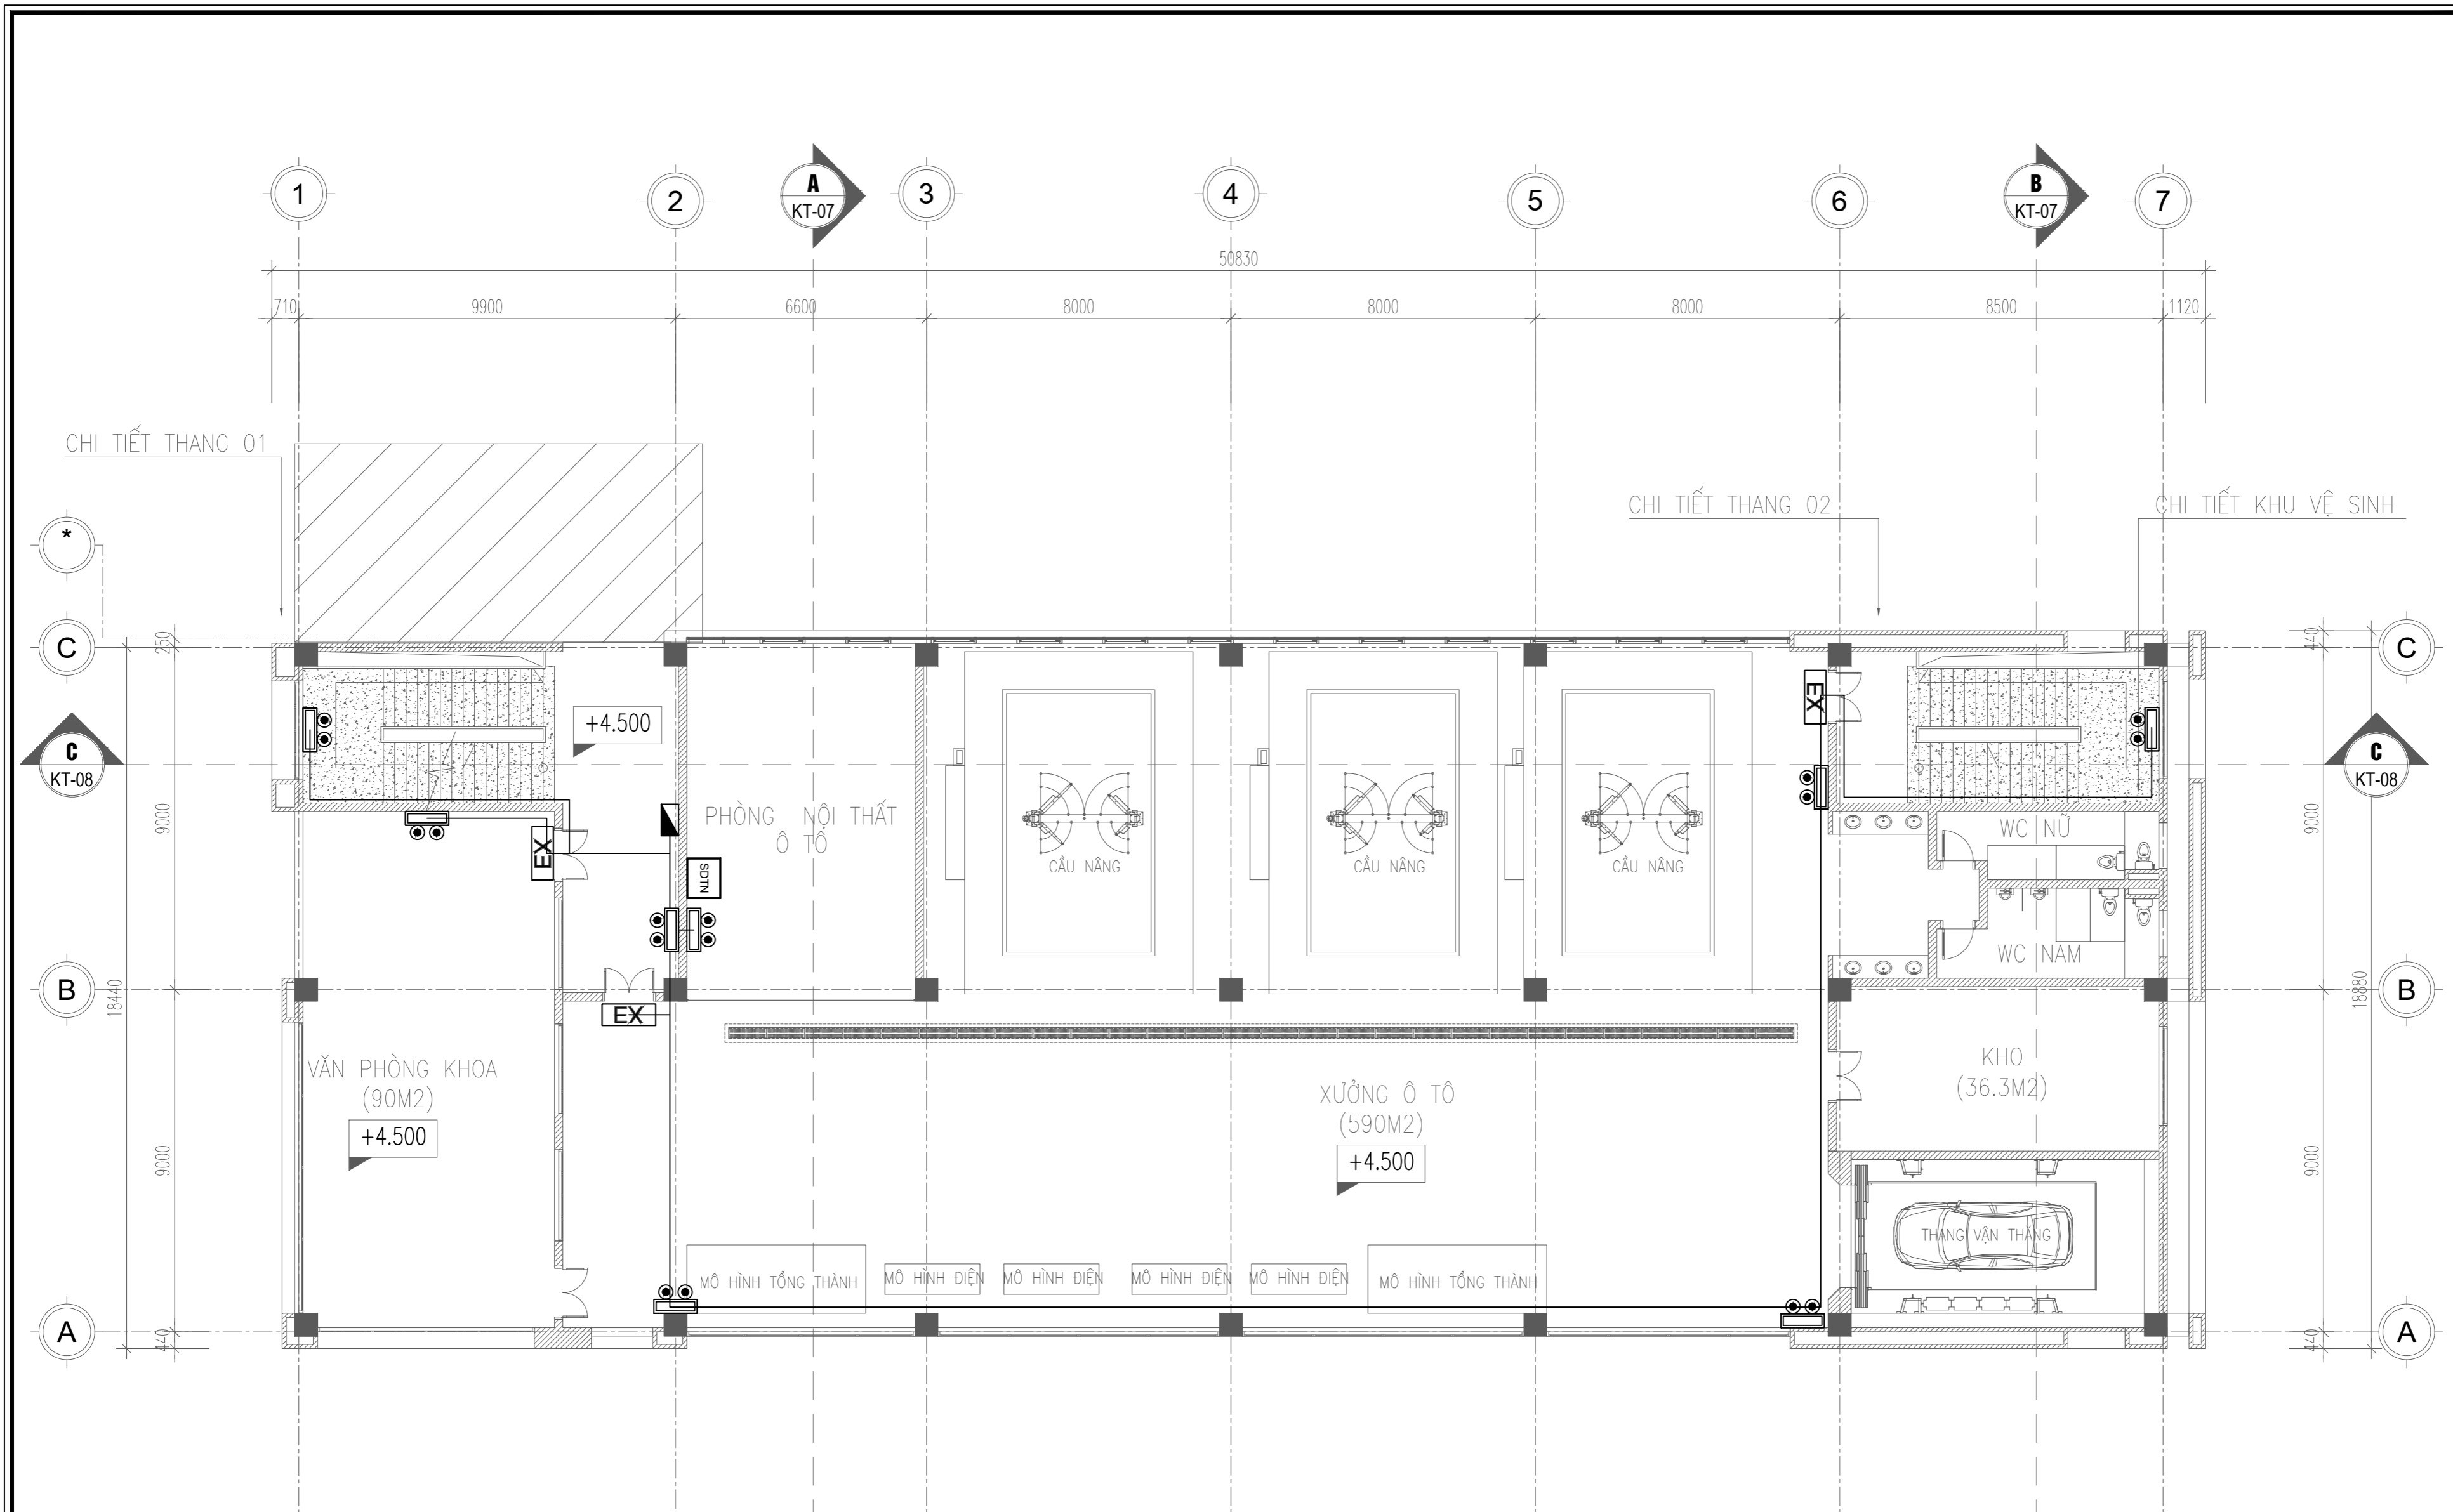 1
2
A
KT-07
3
4
5
6
B
KT-07
7
50830
710
9900
6600
8000
8000
8000
8500
1120
CHI TIẾT THANG 01
CHI TIẾT THANG 02
CHI TIẾT KHU VỆ SINH
*
C
250
440
C
+4.500
EX
C
KT-08
C
KT-08
9000
PHÒNG NỘI THẤT
Ô TÔ
CẦU NÂNG
CẦU NÂNG
CẦU NÂNG
WC NỮ
9000
EX
SDTN
WC NAM
B
18440
18880
B
EX
VĂN PHÒNG KHOA
(90M2)
+4.500
XƯỞNG Ô TÔ
(590M2)
+4.500
KHO
(36.3M2)
9000
9000
THANG VẬN THĂNG
MÔ HÌNH TỔNG THÀNH
MÔ HÌNH ĐIỆN
MÔ HÌNH ĐIỆN
MÔ HÌNH ĐIỆN
MÔ HÌNH ĐIỆN
MÔ HÌNH TỔNG THÀNH
A
440
440
A